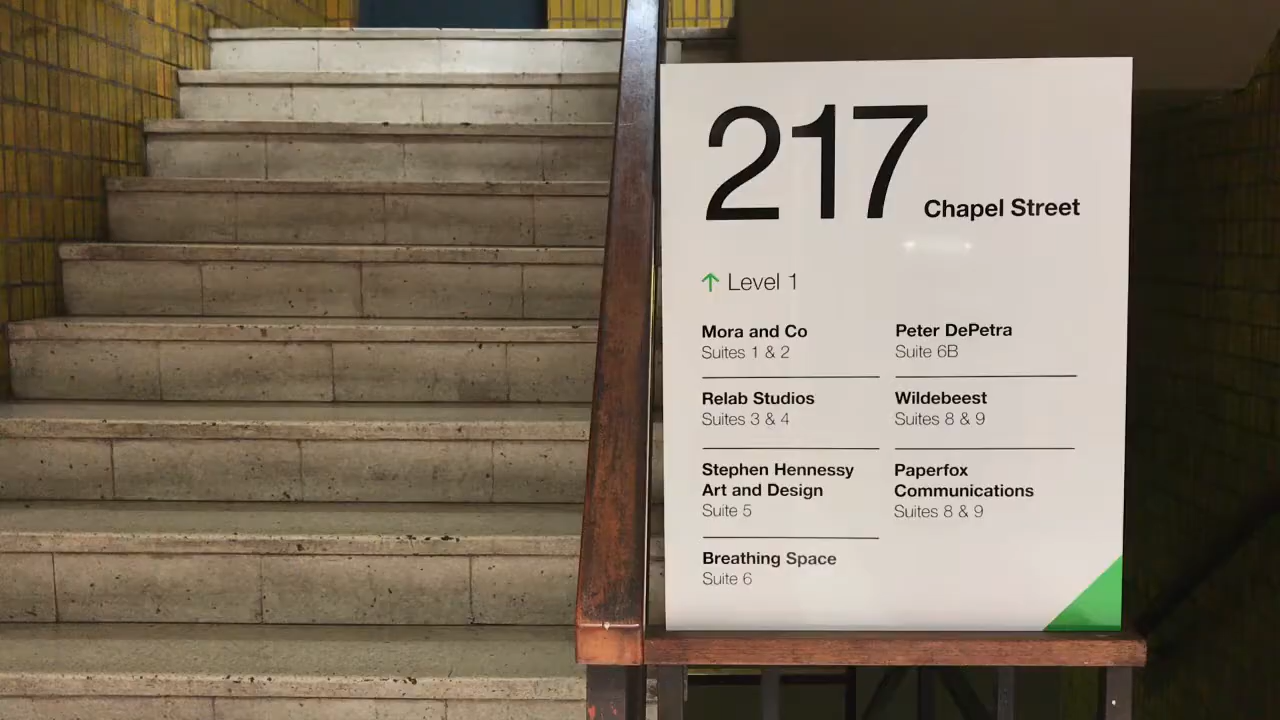 217 Chapel Street
↑ Level 1
Mora and Co
Suites 1 & 2
Relab Studios
Suites 3 & 4
Stephen Hennessy
Art and Design
Suite 5
Breathing Space
Suite 6
Peter DePetra
Suite 6B
Wildebeest
Suites 8 & 9
Paperfox
Communications
Suites 8 & 9